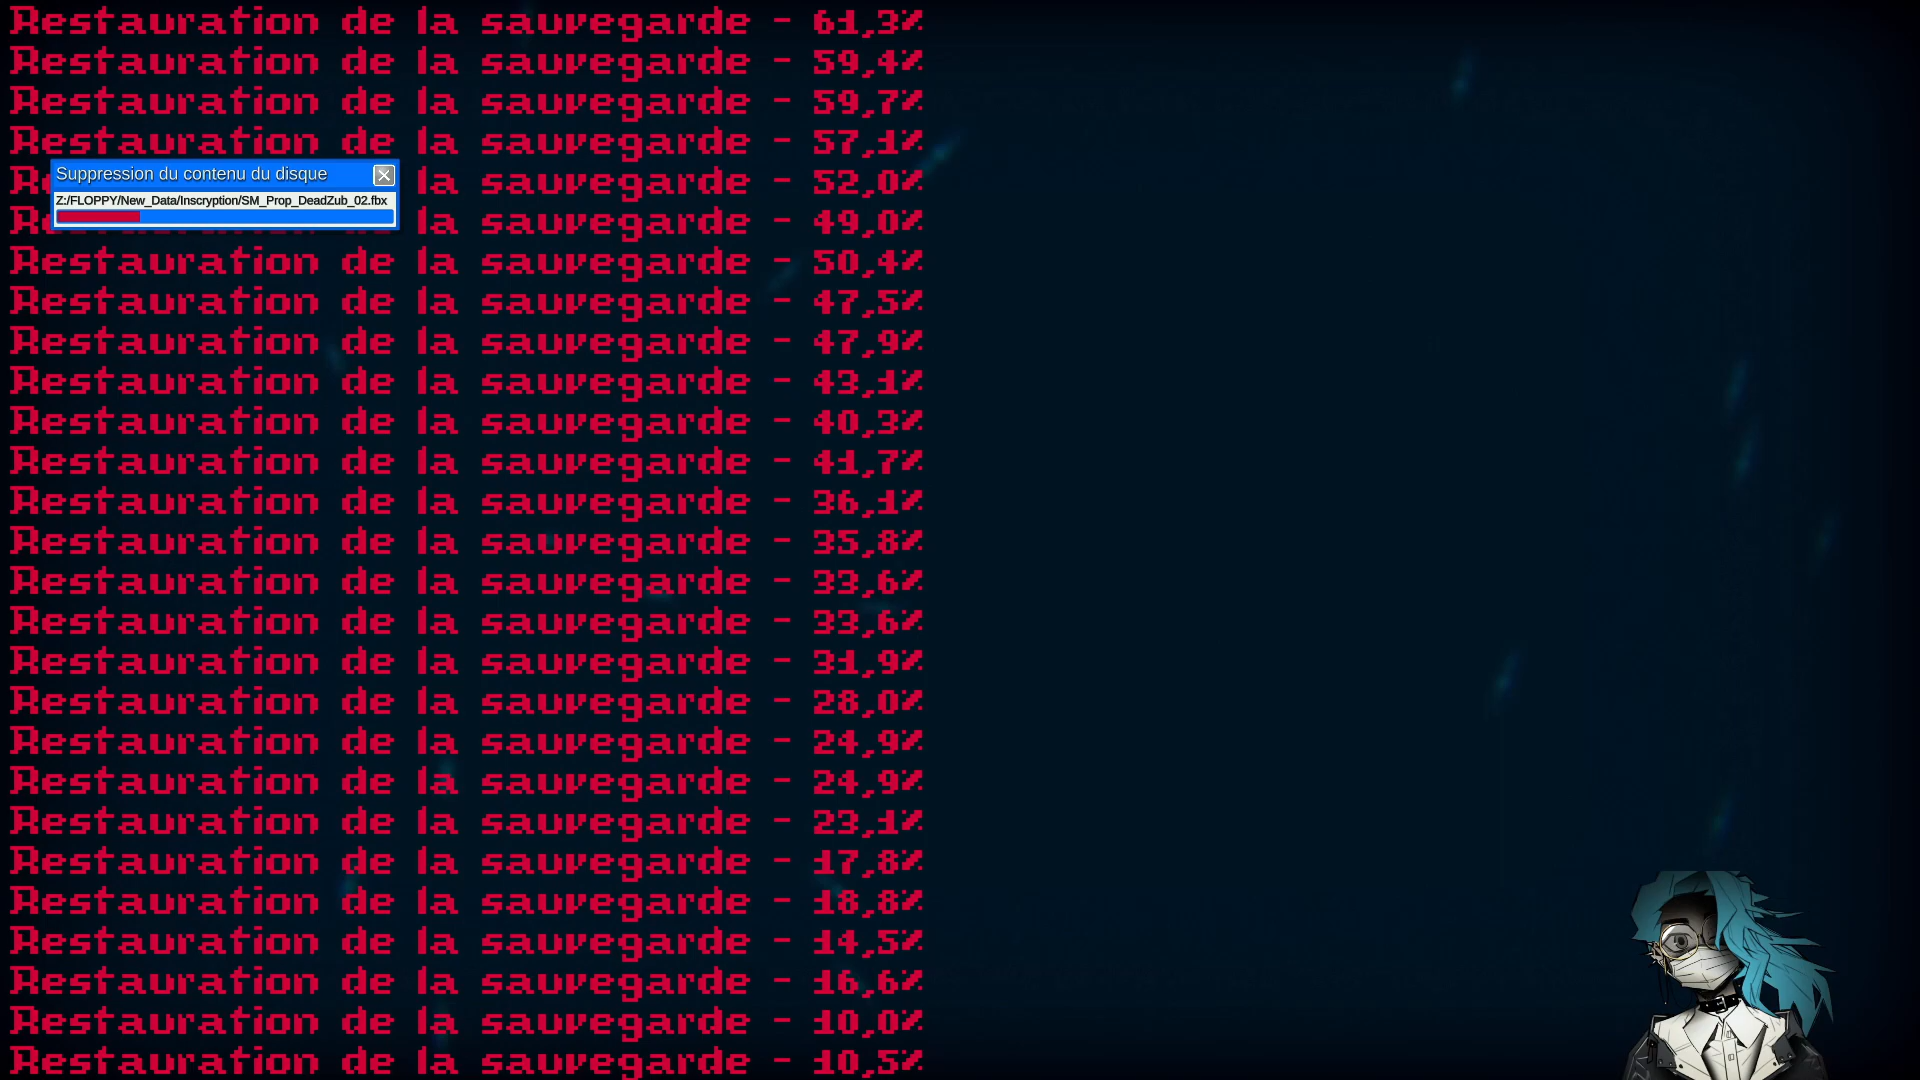 Restauration de la sauvegarde - 61,3%
Restauration de la sauvegarde - 59,4%
Restauration de la sauvegarde - 59,7%
Restauration de la sauvegarde - 57,1%
Suppression du contenu du disque
Z:/FLOPPY/New_Data/Inscryption/SM_Prop_DeadZub_02.fbx
la sauvegarde - 52,0%
la sauvegarde - 49,0%
Restauration de la sauvegarde - 50,4%
Restauration de la sauvegarde - 47,5%
Restauration de la sauvegarde - 47,9%
Restauration de la sauvegarde - 43,1%
Restauration de la sauvegarde - 40,3%
Restauration de la sauvegarde - 41,7%
Restauration de la sauvegarde - 36,1%
Restauration de la sauvegarde - 35,8%
Restauration de la sauvegarde - 33,6%
Restauration de la sauvegarde - 33,6%
Restauration de la sauvegarde - 31,9%
Restauration de la sauvegarde - 28,0%
Restauration de la sauvegarde - 24,9%
Restauration de la sauvegarde - 24,9%
Restauration de la sauvegarde - 23,1%
Restauration de la sauvegarde - 17,8%
Restauration de la sauvegarde - 18,8%
Restauration de la sauvegarde - 14,5%
Restauration de la sauvegarde - 16,6%
Restauration de la sauvegarde - 10,0%
Restauration de la sauvegarde - 10,5%